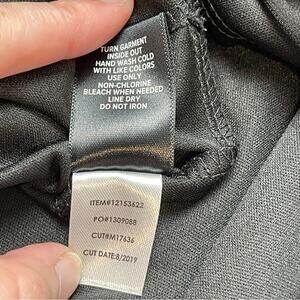 TURN GARMENT
INSIDE OUT
HAND WASH COLD
WITH LIKE COLORS
USE ONLY
NON-CHLORINE
BLEACH WHEN NEEDED
LINE DRY
DO NOT IRON
ITEM#12153622
PO#1309088
CUT#M17636
CUT DATE:8/2019